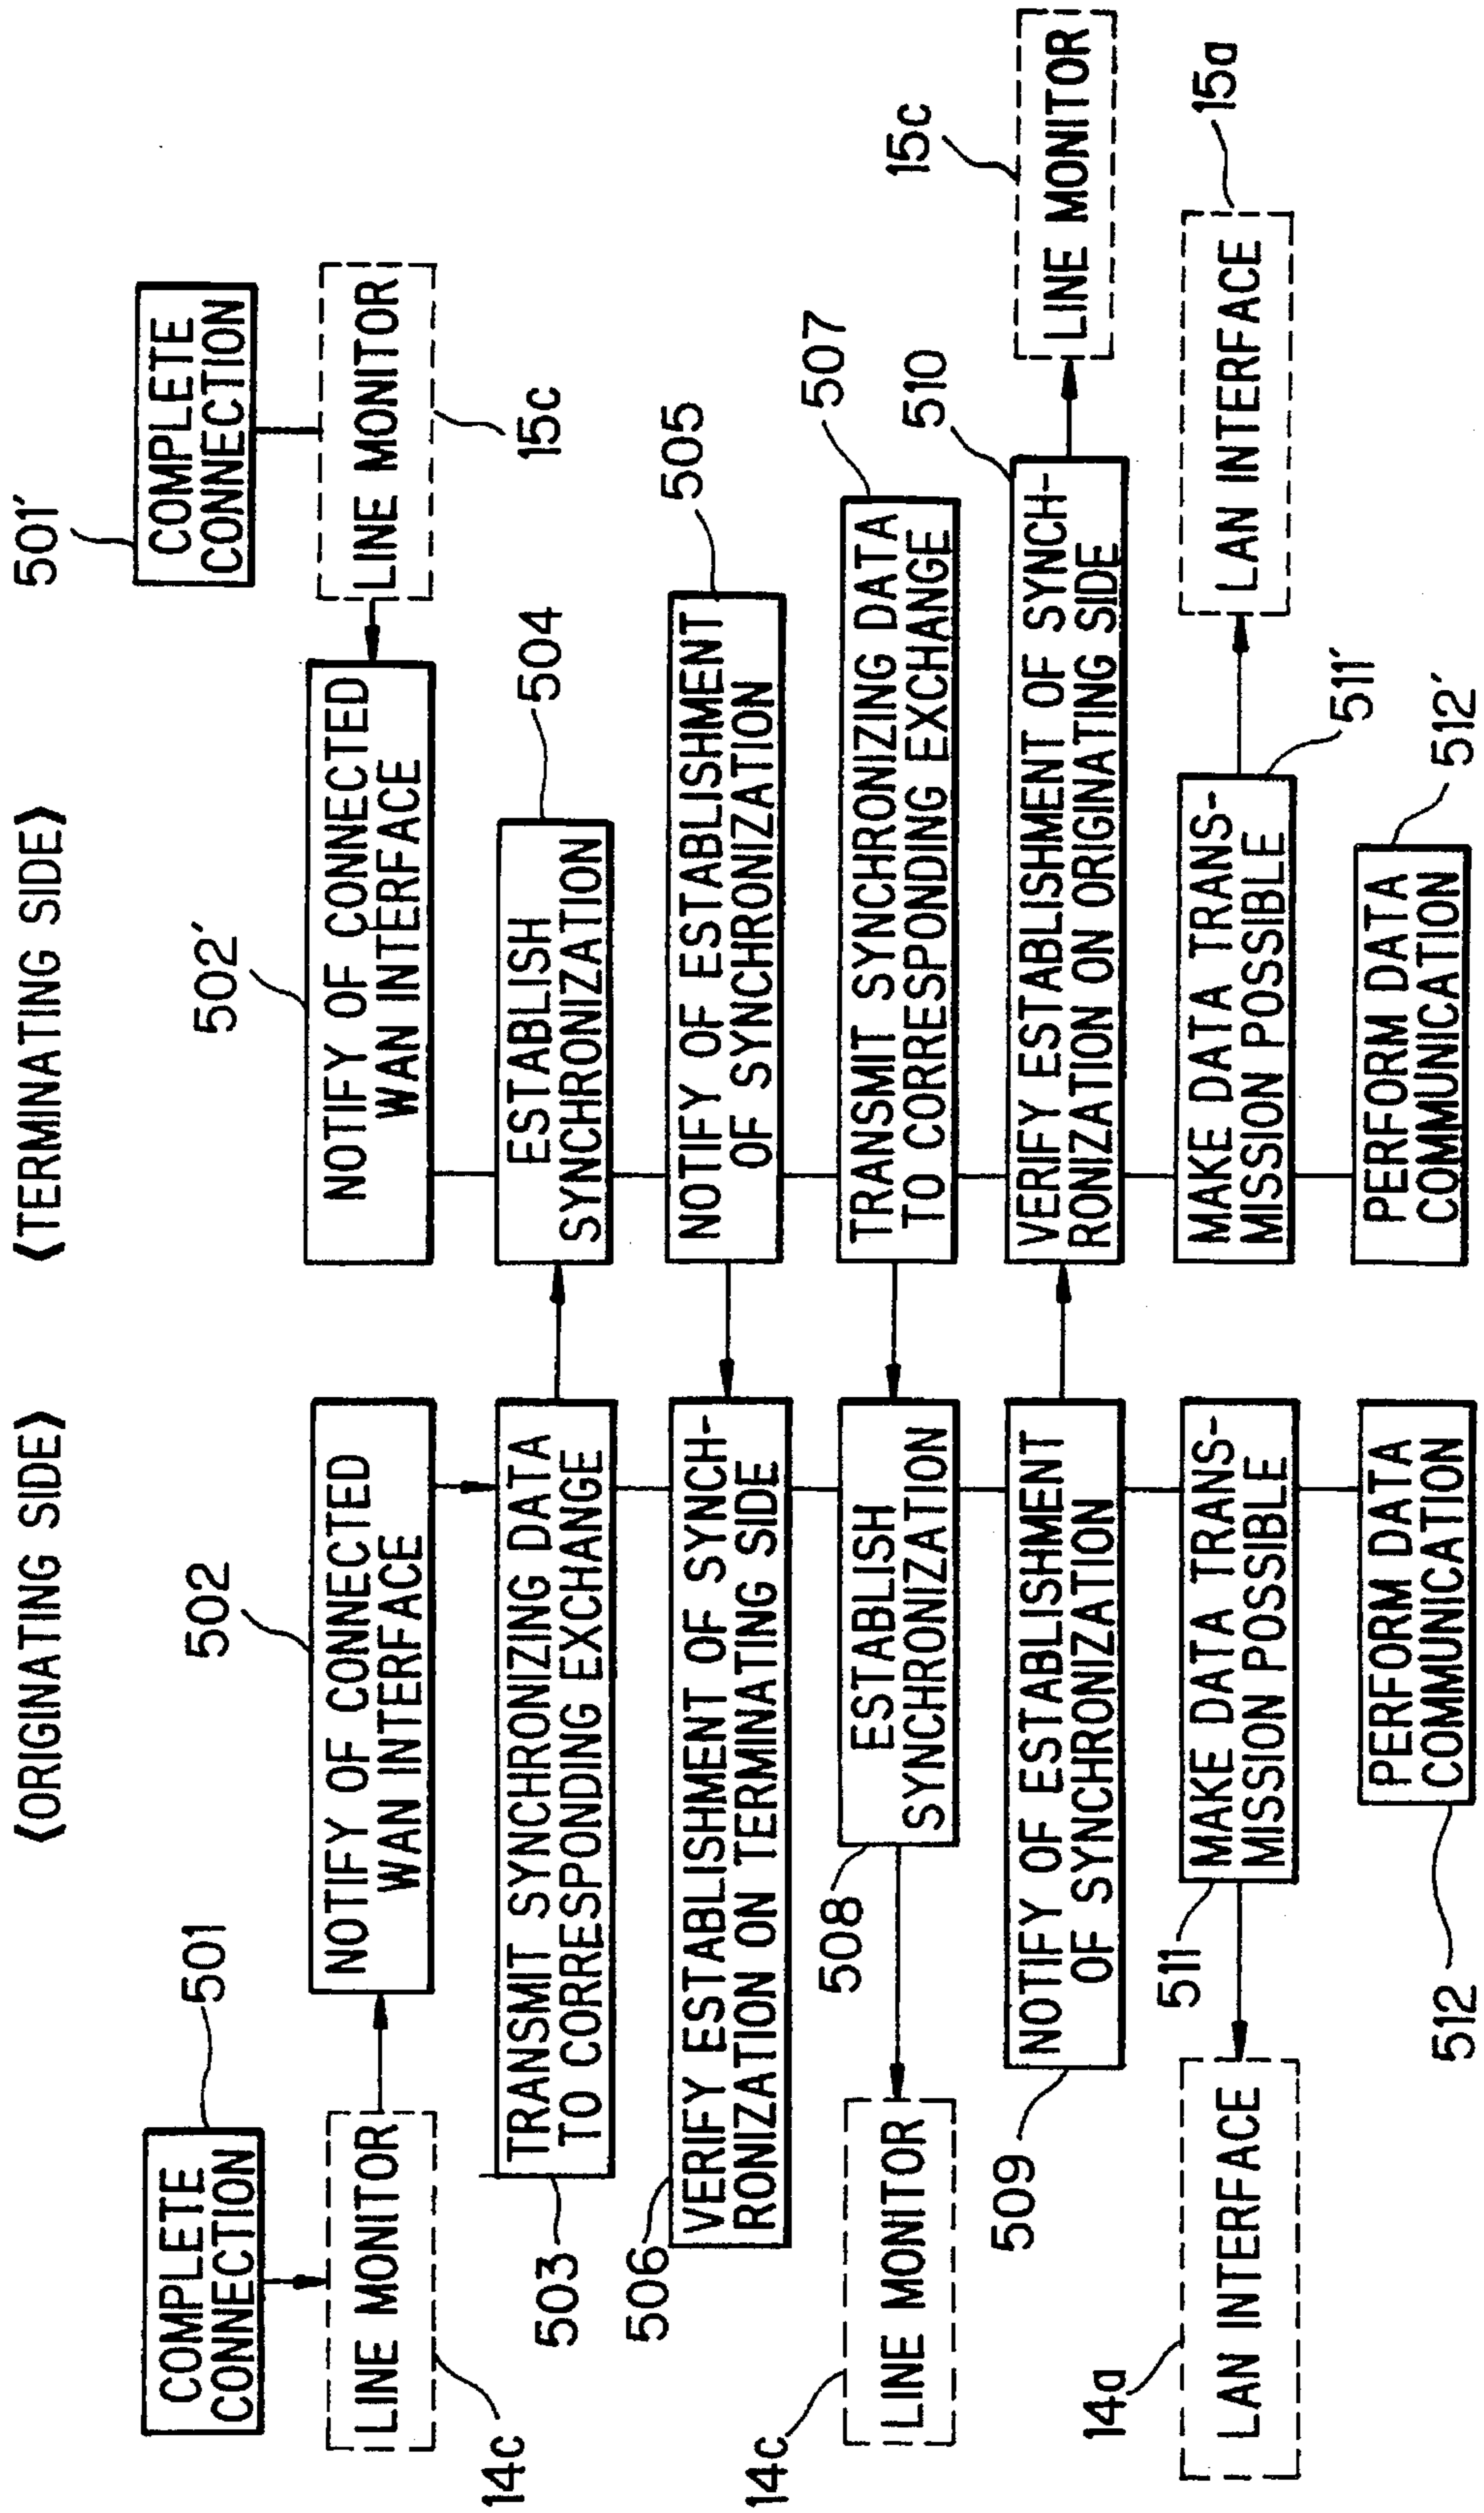 (ORIGINATING SIDE)
(TERMINATING SIDE)
501
COMPLETE
CONNECTION
501'
COMPLETE
CONNECTION
LINE MONITOR
14c
502
NOTIFY OF CONNECTED
WAN INTERFACE
502'
NOTIFY OF CONNECTED
WAN INTERFACE
LINE MONITOR
15c
503
TRANSMIT SYNCHRONIZING DATA
TO CORRESPONDING EXCHANGE
ESTABLISH
SYNCHRONIZATION
504
506
VERIFY ESTABLISHMENT OF SYNCH-
RONIZATION ON TERMINATING SIDE
NOTIFY OF ESTABLISHMENT
OF SYNCHRONIZATION
505
14c
LINE MONITOR
508
ESTABLISH
SYNCHRONIZATION
TRANSMIT SYNCHRONIZING DATA
TO CORRESPONDING EXCHANGE
507
509
NOTIFY OF ESTABLISHMENT
OF SYNCHRONIZATION
VERIFY ESTABLISHMENT OF SYNCH-
RONIZATION ON ORIGINATING SIDE
510
LINE MONITOR
15c
14a
LAN INTERFACE
511
MAKE DATA TRANS-
MISSION POSSIBLE
MAKE DATA TRANS-
MISSION POSSIBLE
511'
LAN INTERFACE
15a
512
PERFORM DATA
COMMUNICATION
PERFORM DATA
COMMUNICATION
512'